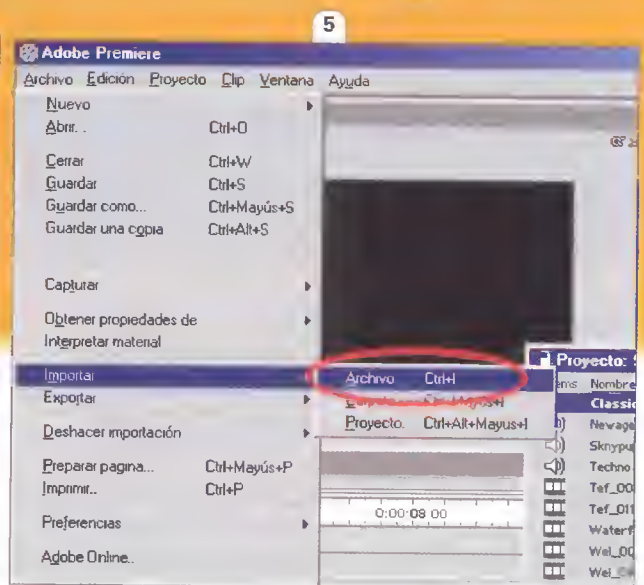 5
Adobe Premiere
Archivo Edición Proyecto Clip Ventana Ayuda
Nuevo
Abrir.. Ctrl+O
Cerrar Ctrl+W
Guardar Ctrl+S
Guardar como... Ctrl+Mayús+S
Guardar una copia Ctrl+Alt+S
Capturar
Obtener propiedades de
Interpretar material
Importar
Archivo Ctrl+I
Exportar
Deshacer importación
Proyecto. Ctrl+Alt+Mayus+I
Preparar pagina... Ctrl+Mayús+P
Imprimir.. Ctrl+P
Preferencias
Adobe Online..
0:00:08:00
Proyecto:
Nombre
Classic
Newage
Sknypu
Techno
Tef_00
Tef_011
Waterf
Wel_00